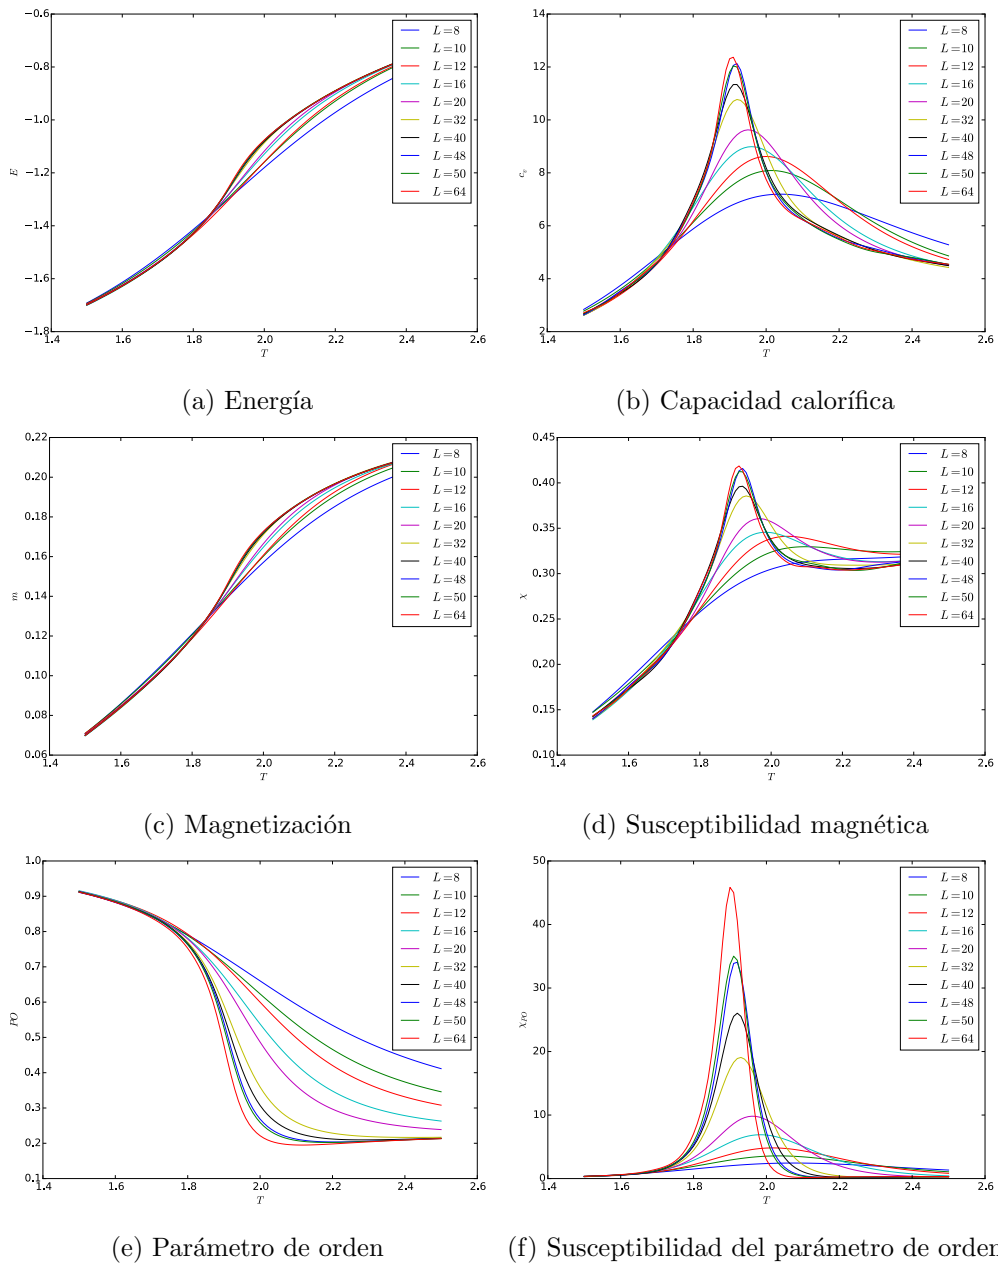 −0.6
−0.8
−1.0
−1.2
−1.4
−1.6
−1.8
E
1.4 1.6 1.8 2.0 2.2 2.4 2.6
T
L=8
L=10
L=12
L=16
L=20
L=32
L=40
L=48
L=50
L=64
(a) Energía
14
12
10
8
6
4
2
1.4 1.6 1.8 2.0 2.2 2.4 2.6
T
L=8
L=10
L=12
L=16
L=20
L=32
L=40
L=48
L=50
L=64
(b) Capacidad calorífica
0.22
0.20
0.18
0.16
0.14
0.12
0.10
0.08
0.06
m
1.4 1.6 1.8 2.0 2.2 2.4 2.6
T
L=8
L=10
L=12
L=16
L=20
L=32
L=40
L=48
L=50
L=64
(c) Magnetización
0.45
0.40
0.35
0.30
0.25
0.20
0.15
0.10
χ
1.4 1.6 1.8 2.0 2.2 2.4 2.6
T
L=8
L=10
L=12
L=16
L=20
L=32
L=40
L=48
L=50
L=64
(d) Susceptibilidad magnética
1.0
0.9
0.8
0.7
0.6
0.5
0.4
0.3
0.2
0.1
PO
1.4 1.6 1.8 2.0 2.2 2.4 2.6
T
L=8
L=10
L=12
L=16
L=20
L=32
L=40
L=48
L=50
L=64
(e) Parámetro de orden
50
40
30
20
10
0
χPO
1.4 1.6 1.8 2.0 2.2 2.4 2.6
T
L=8
L=10
L=12
L=16
L=20
L=32
L=40
L=48
L=50
L=64
(f) Susceptibilidad del parámetro de orden